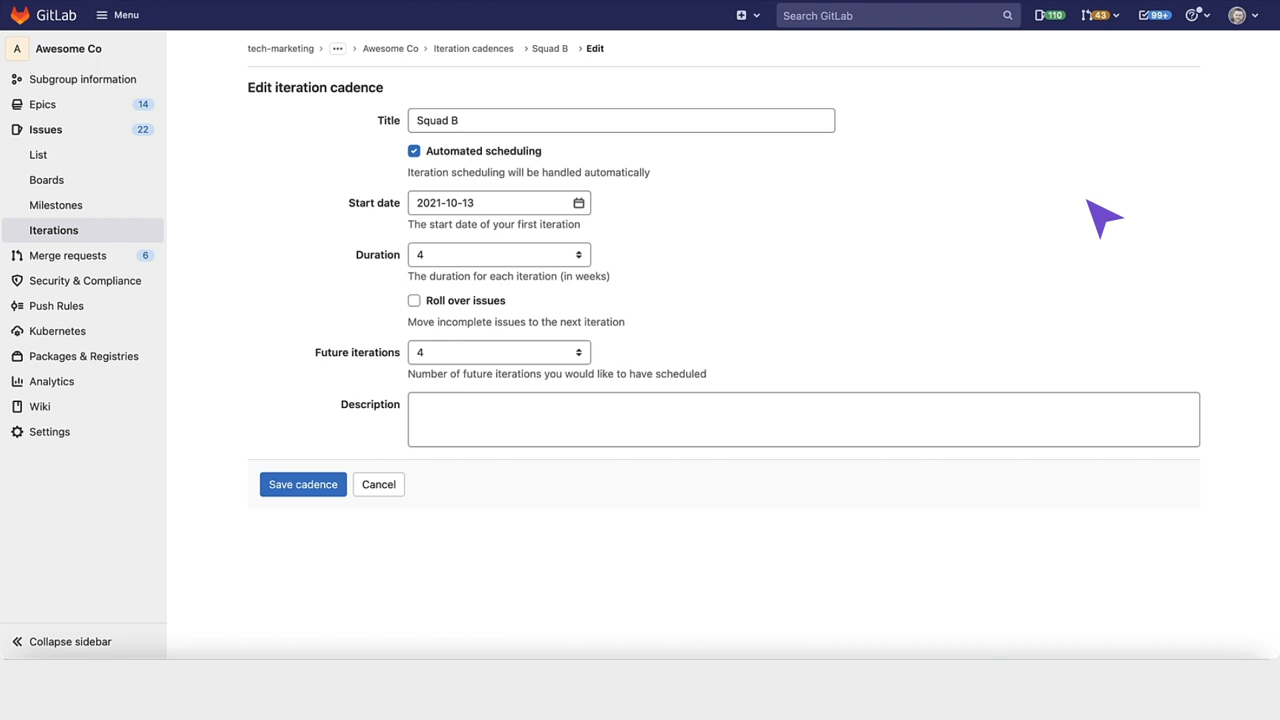 GitLab
Menu
Search GitLab
110
43
99+
A
Awesome Co
Subgroup information
Epics
14
Issues
22
List
Boards
Milestones
Iterations
Merge requests
6
Security & Compliance
Push Rules
Kubernetes
Packages & Registries
Analytics
Wiki
Settings
Collapse sidebar
tech-marketing › ••• › Awesome Co › Iteration cadences › Squad B › Edit
Edit iteration cadence
Title
Squad B
Automated scheduling
Iteration scheduling will be handled automatically
Start date
2021-10-13
The start date of your first iteration
Duration
4
The duration for each iteration (in weeks)
Roll over issues
Move incomplete issues to the next iteration
Future iterations
4
Number of future iterations you would like to have scheduled
Description
Save cadence
Cancel